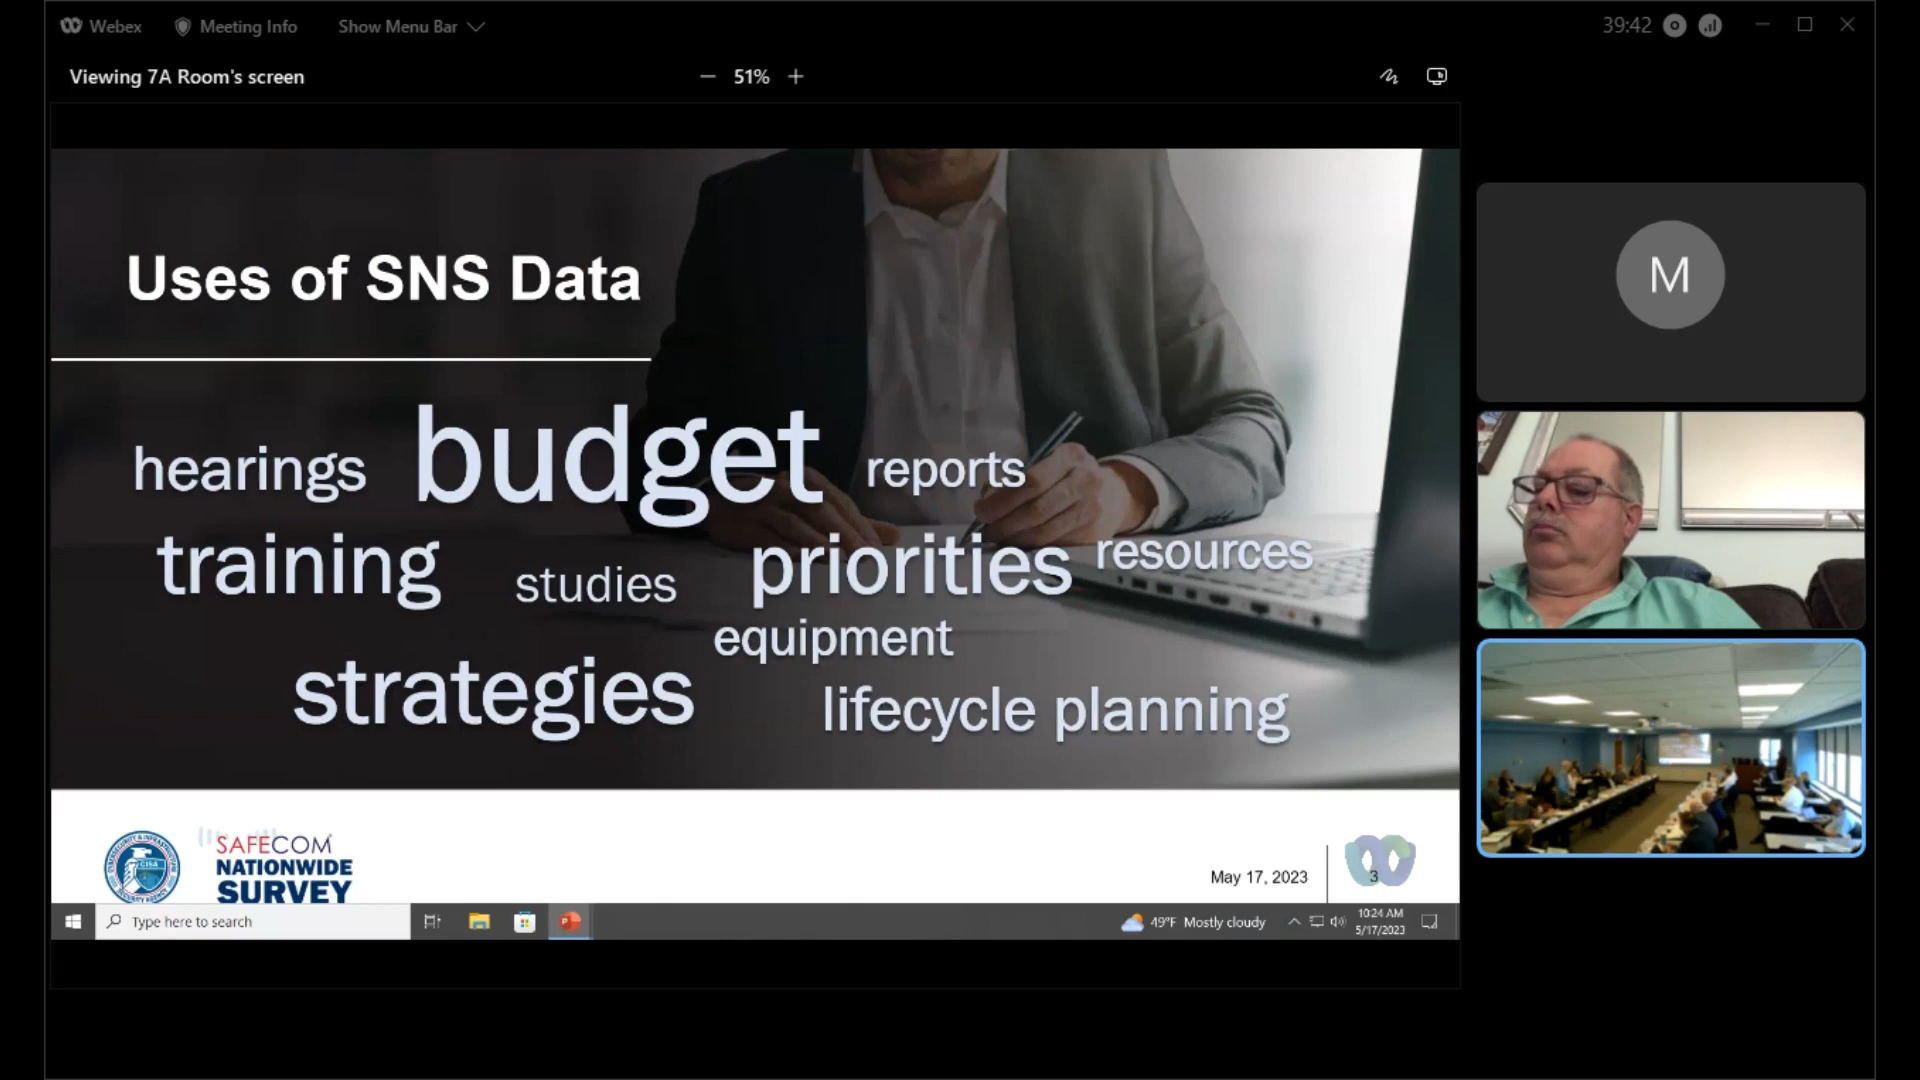 Webex
Meeting Info
Show Menu Bar
39:42
Viewing 7A Room's screen
51%
Uses of SNS Data
hearings budget reports
training studies priorities resources
equipment
strategies lifecycle planning
M
CISA
SAFECOM
NATIONWIDE
SURVEY
May 17, 2023
3
Type here to search
49°F Mostly cloudy
10:24 AM
5/17/2023